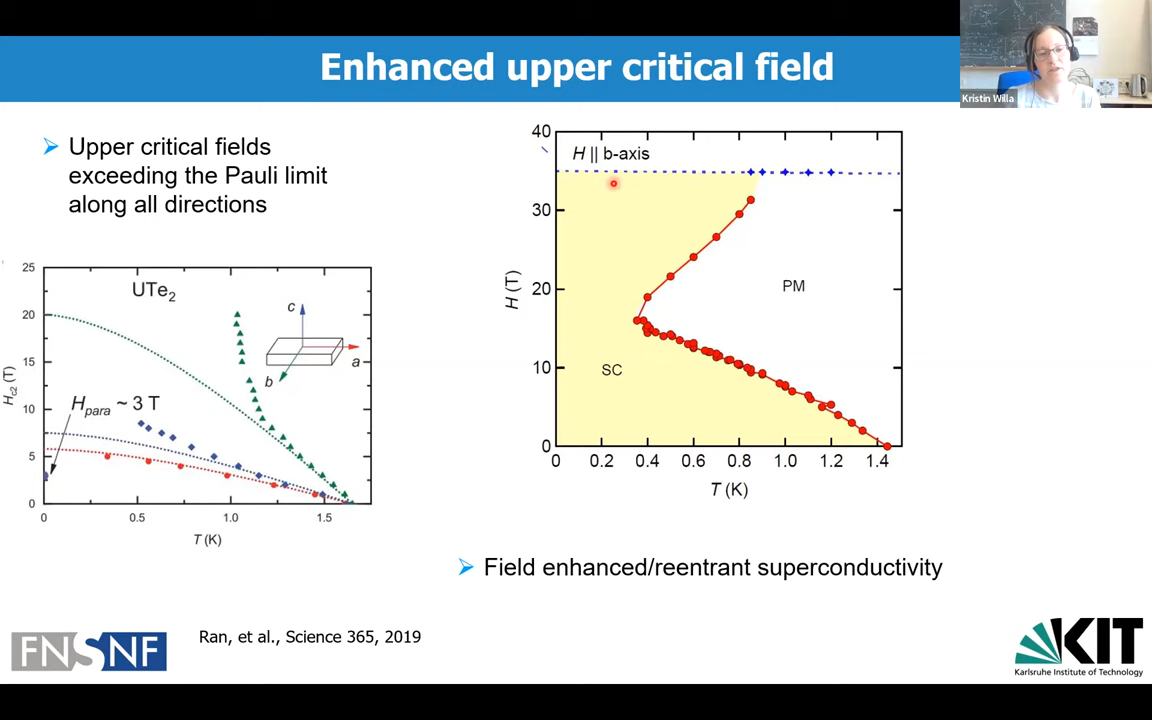 Enhanced upper critical field
Kristin Willa
Upper critical fields
exceeding the Pauli limit
along all directions
25
20
15
10
5
0
H_c2 (T)
UTe₂
c
a
b
H_para ~ 3 T
0
0.5
1.0
1.5
T (K)
40
30
20
10
0
H (T)
H || b-axis
PM
SC
0
0.2
0.4
0.6
0.8
1.0
1.2
1.4
T (K)
Field enhanced/reentrant superconductivity
Ran, et al., Science 365, 2019
FNSNF
KIT
Karlsruhe Institute of Technology